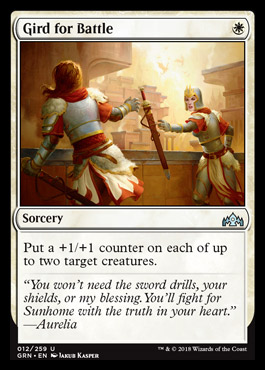 Gird for Battle
Sorcery
Put a +1/+1 counter on each of up
to two target creatures.
“You won’t need the sword drills, your
shields, or my blessing. You’ll fight for
Sunhome with the truth in your heart.”
—Aurelia
012/259 U
GRN • EN Jakub Kasper
™ & © 2018 Wizards of the Coast